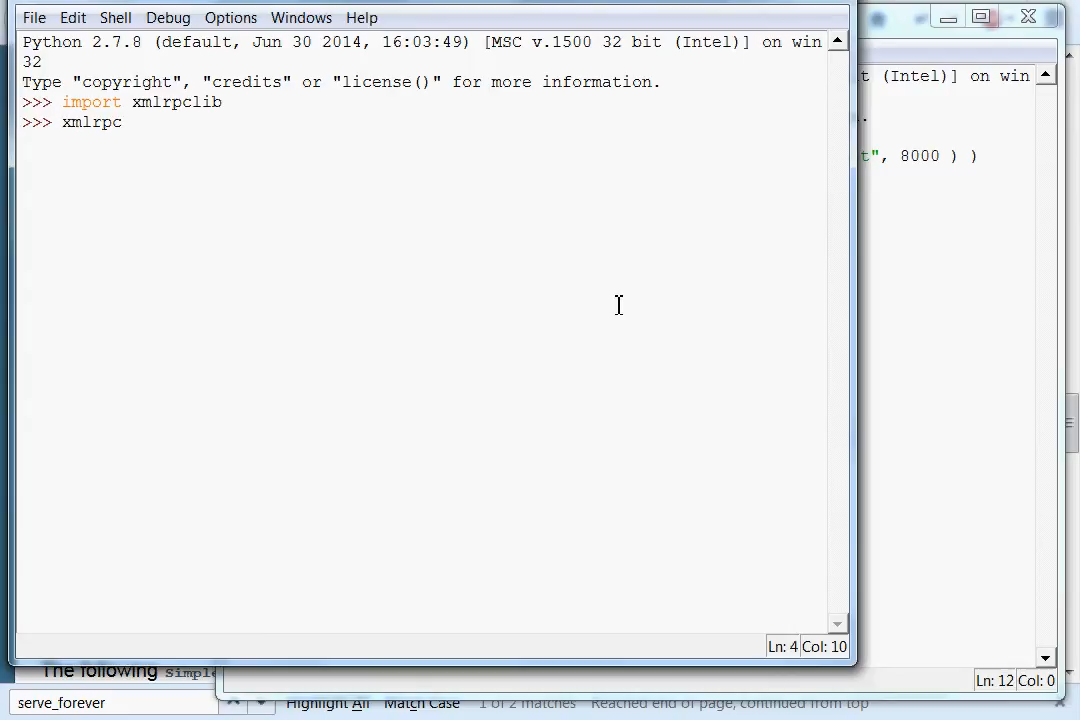 File Edit Shell Debug Options Windows Help
Python 2.7.8 (default, Jun 30 2014, 16:03:49) [MSC v.1500 32 bit (Intel)] on win
32
Type "copyright", "credits" or "license()" for more information.
>>> import xmlrpclib
>>> xmlrpc
Ln: 4 Col: 10
t (Intel)] on win
.
t", 8000 ) )
Ln: 12 Col: 0
The following Simple
serve_forever Highlight All Match Case 1 of 2 matches Reached end of page, continued from top